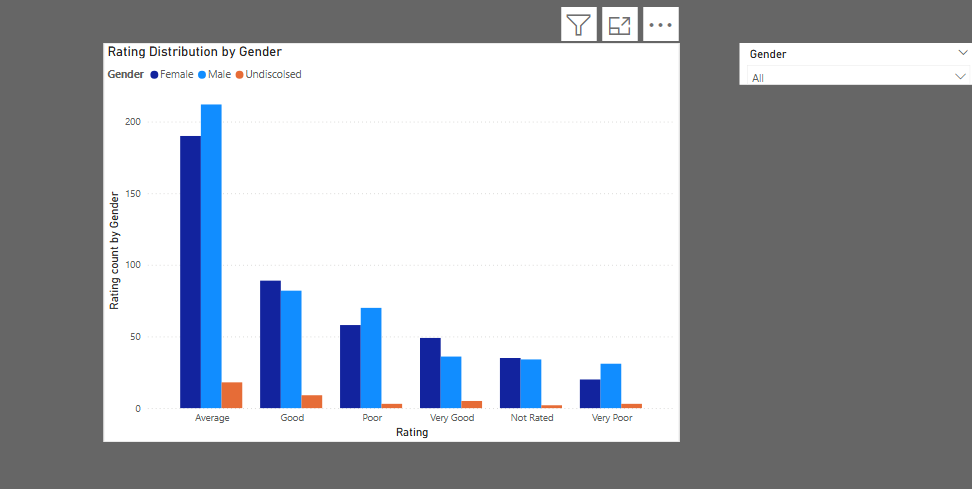 Rating Distribution by Gender
Gender Female Male Undiscolsed
200
150
100
50
0
Rating count by Gender
Average Good Poor Very Good Not Rated Very Poor
Rating
Gender
All